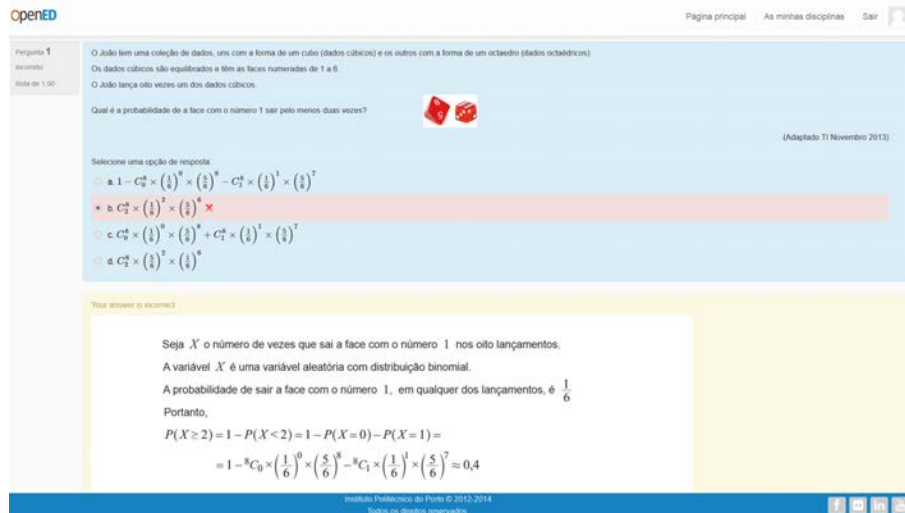 OpenED
Página principal As minhas disciplinas Sair
Pergunta 1
Incorreto
Nota de 1,00
O João tem uma coleção de dados, uns com a forma de um cubo (dados cúbicos) e os outros com a forma de um octaedro (dados octaédricos).
Os dados cúbicos são equilibrados e têm as faces numeradas de 1 a 6.
O João lança oito vezes um dos dados cúbicos.
Qual é a probabilidade de a face com o número 1 sair pelo menos duas vezes?
(Adaptado TI Novembro 2013)
Selecione uma opção de resposta:
a. 1 − C₀⁸ × (1/6)⁰ × (5/6)⁸ − C₁⁸ × (1/6)¹ × (5/6)⁷
b. C₂⁸ × (1/6)² × (5/6)⁶
c. C₀⁸ × (1/6)⁰ × (5/6)⁸ + C₁⁸ × (1/6)¹ × (5/6)⁷
d. C₂⁸ × (5/6)² × (1/6)⁶
Your answer is incorrect.
Seja X o número de vezes que sai a face com o número 1 nos oito lançamentos.
A variável X é uma variável aleatória com distribuição binomial.
A probabilidade de sair a face com o número 1, em qualquer dos lançamentos, é 1/6
Portanto,
P(X ≥ 2) = 1 − P(X < 2) = 1 − P(X = 0) − P(X = 1) =
= 1 − ⁸C₀ × (1/6)⁰ × (5/6)⁸ − ⁸C₁ × (1/6)¹ × (5/6)⁷ ≈ 0,4
Instituto Politécnico do Porto © 2012-2014
Todos os direitos reservados